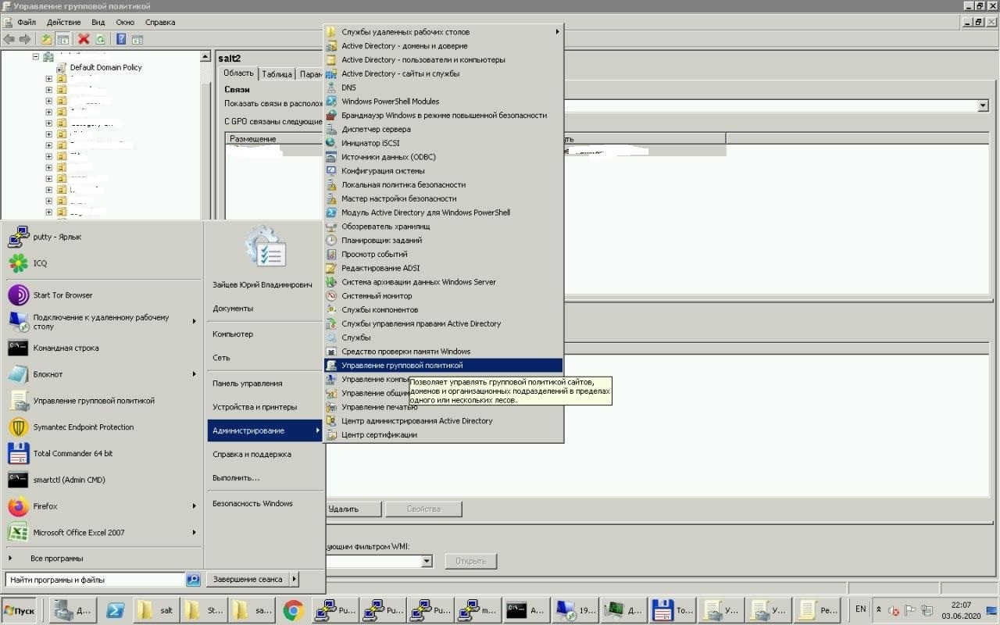 Управление групповой политикой
Файл Действие Вид Окно Справка
Default Domain Policy
salt2
Область Таблица
Связи
Показать связи в
С GPO связаны следующие
Размещение
Службы удаленных рабочих столов
Active Directory - домены и доверие
Active Directory - пользователи и компьютеры
Active Directory - сайты и службы
DNS
Windows PowerShell Modules
Брандмауэр Windows в режиме повышенной безопасности
Диспетчер сервера
Инициатор iSCSI
Источники данных (ODBC)
Конфигурация системы
Локальная политика безопасности
Мастер настройки безопасности
Модуль Active Directory для Windows PowerShell
Обозреватель хранилищ
Планировщик заданий
Просмотр событий
Редактирование ADSI
Система архивации данных Windows Server
Системный монитор
Службы компонентов
Службы управления правами Active Directory
Службы
Средство проверки памяти Windows
Управление групповой политикой
Управление
Управление
Управление печатью
Центр администрирования Active Directory
Центр сертификации
Позволяет управлять групповой политикой сайтов,
доменов и организационных подразделений в пределах
одного или нескольких лесов.
putty - Ярлык
ICQ
Start Tor Browser
Подключение к удаленному рабочему
столу
Командная строка
Блокнот
Управление групповой политикой
Symantec Endpoint Protection
Total Commander 64 bit
smartctl (Admin CMD)
Firefox
Microsoft Office Excel 2007
Все программы
Найти программы и файлы
Зайцев Юрий Владимирович
Документы
Компьютер
Сеть
Панель управления
Устройства и принтеры
Администрирование
Справка и поддержка
Выполнить...
Безопасность Windows
Завершение сеанса
Удалить Свойства
фильтром WMI:
Открыть
Пуск Д... salt St... sa... Pu... Pu... Pu... m... A... 19... Д... To... У... У... Pe... EN 22:07
03.06.2020